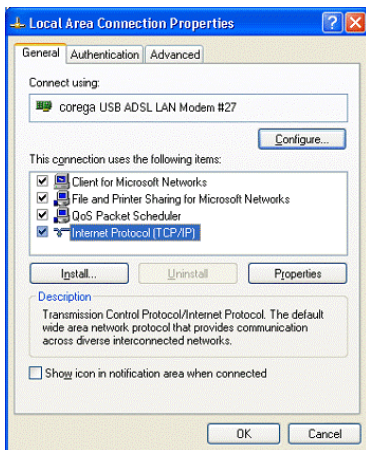 Local Area Connection Properties
General Authentication Advanced
Connect using:
corega USB ADSL LAN Modem #27
Configure...
This connection uses the following items:
Client for Microsoft Networks
File and Printer Sharing for Microsoft Networks
QoS Packet Scheduler
Internet Protocol (TCP/IP)
Install... Uninstall Properties
Description
Transmission Control Protocol/Internet Protocol. The default
wide area network protocol that provides communication
across diverse interconnected networks.
Show icon in notification area when connected
OK Cancel